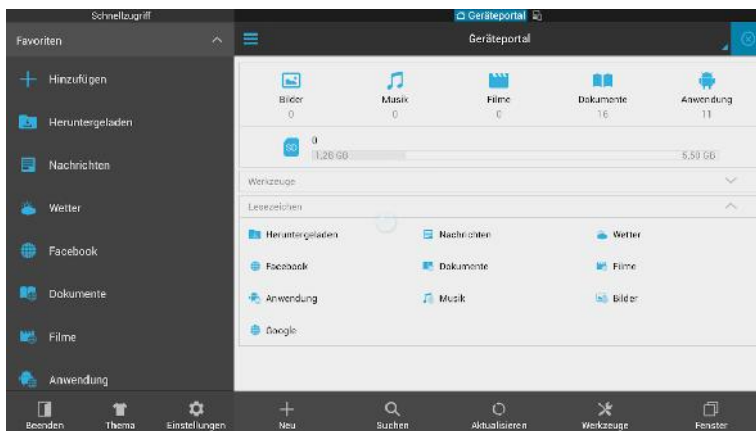 Schnellzugriff
Geräteportal
Favoriten
Geräteportal
Hinzufügen
Heruntergeladen
Nachrichten
Wetter
Facebook
Dokumente
Filme
Anwendung
Bilder Musik Filme Dokumente Anwendung
0 0 0 16 11
SD
0
1,28 GB 5,50 GB
Werkzeuge
Lesezeichen
Heruntergeladen Nachrichten Wetter
Facebook Dokumente Filme
Anwendung Musik Bilder
Google
Beenden Thema Einstellungen Neu Suchen Aktualisieren Werkzeuge Fenster